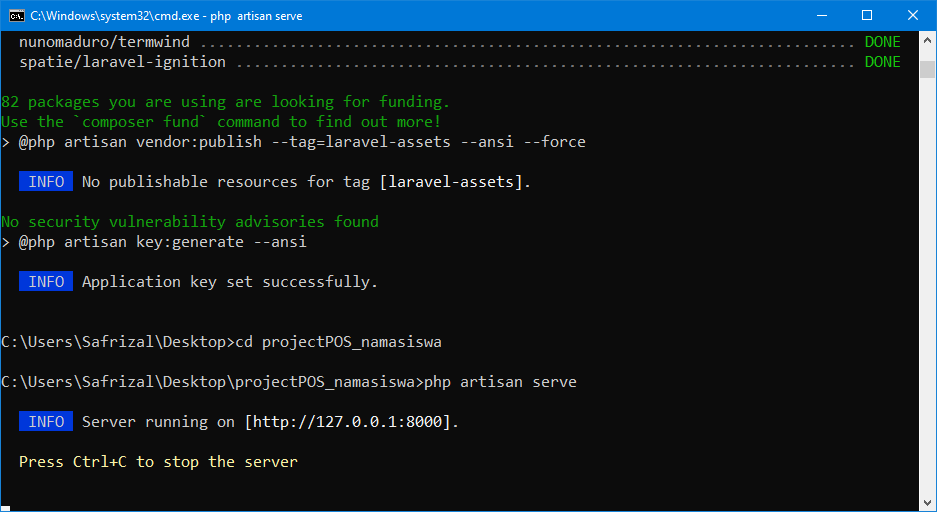 C:\Windows\system32\cmd.exe - php  artisan serve
nunomaduro/termwind ......................................................................... DONE
spatie/laravel-ignition ..................................................................... DONE
82 packages you are using are looking for funding.
Use the `composer fund` command to find out more!
> @php artisan vendor:publish --tag=laravel-assets --ansi --force
INFO  No publishable resources for tag [laravel-assets].
No security vulnerability advisories found
> @php artisan key:generate --ansi
INFO  Application key set successfully.
C:\Users\Safrizal\Desktop>cd projectPOS_namasiswa
C:\Users\Safrizal\Desktop\projectPOS_namasiswa>php artisan serve
INFO  Server running on [http://127.0.0.1:8000].
Press Ctrl+C to stop the server